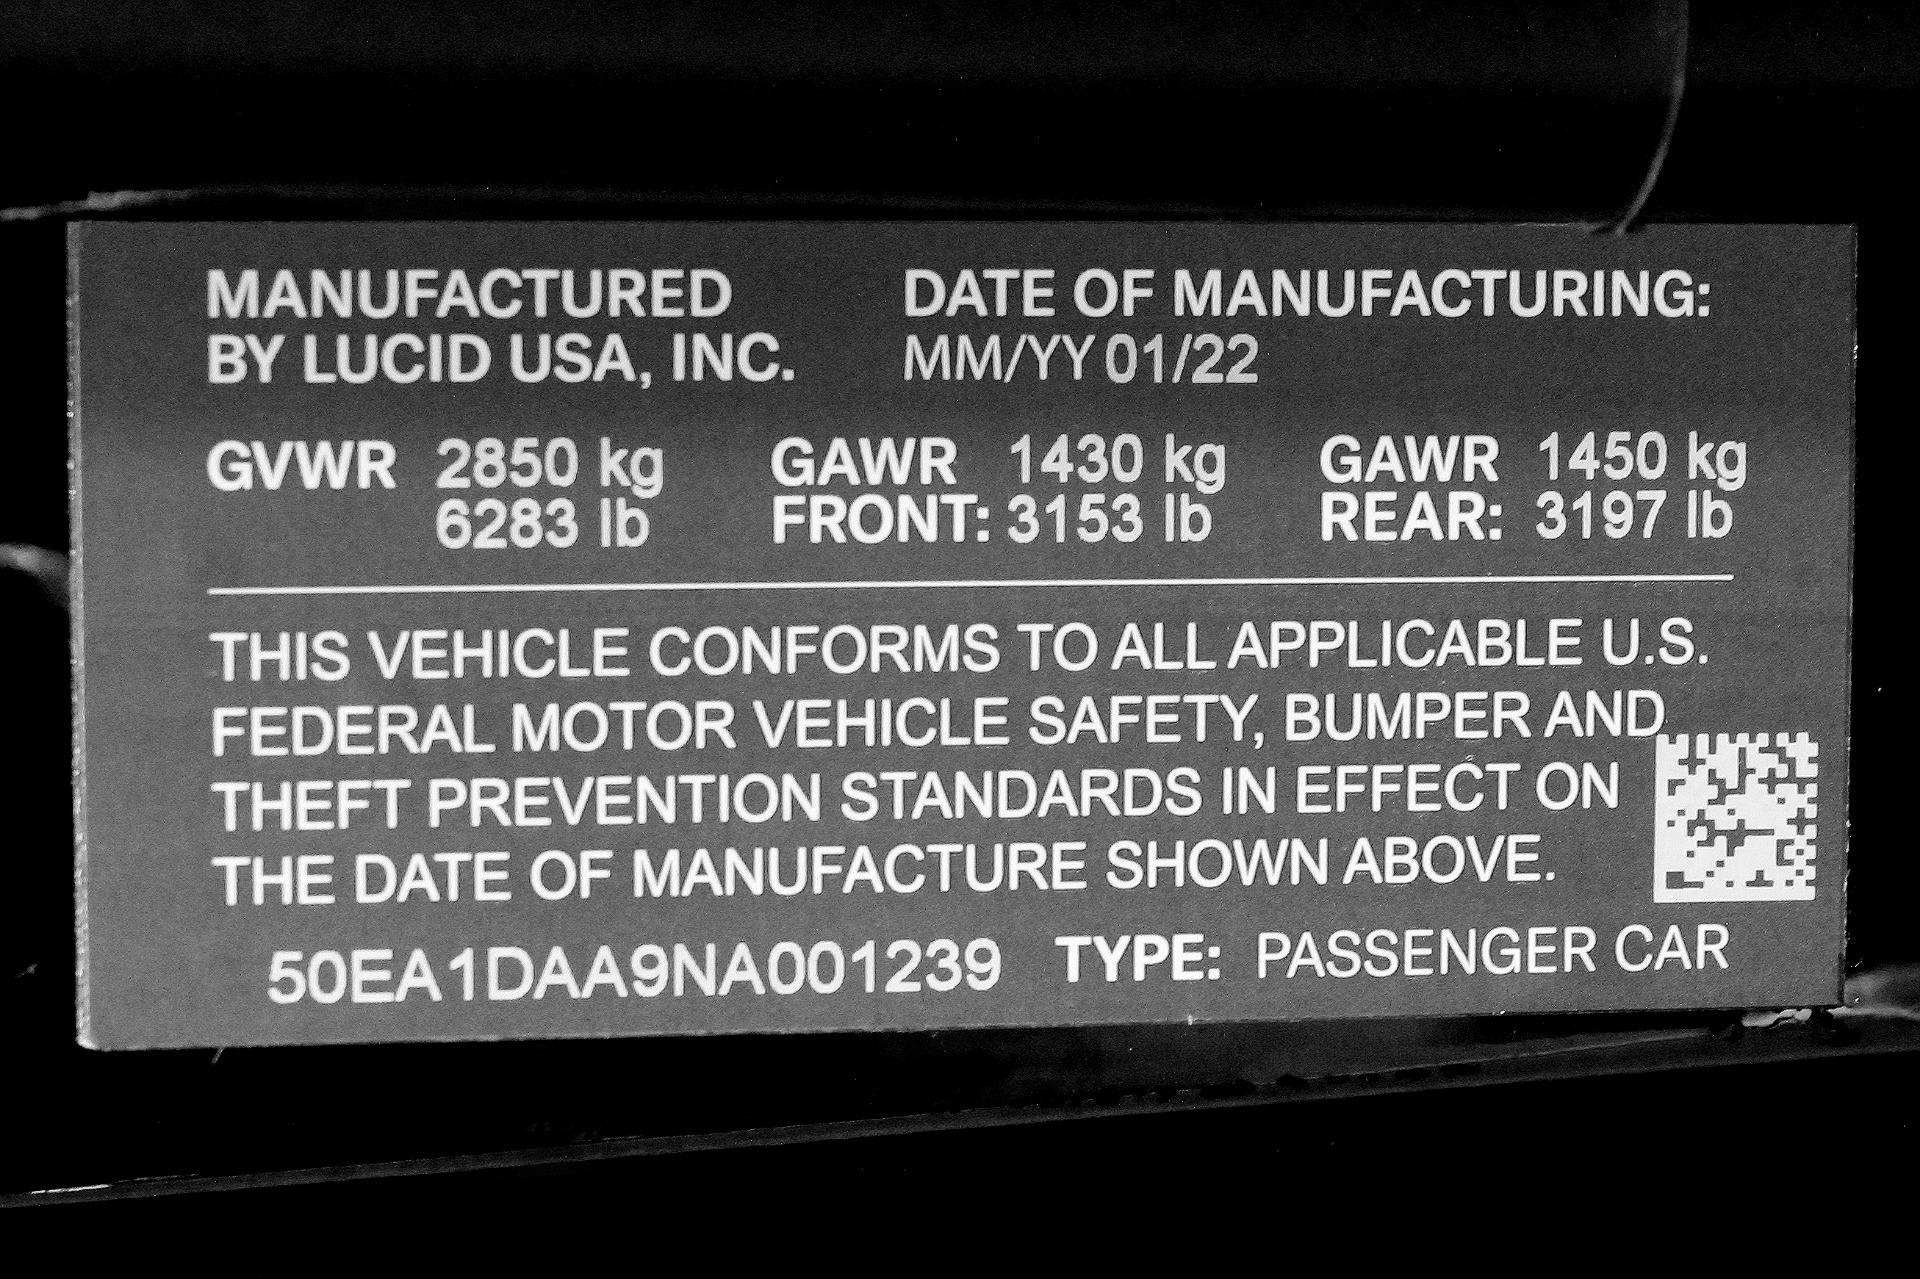 MANUFACTURED
BY LUCID USA, INC.
DATE OF MANUFACTURING:
MM/YY 01/22
GVWR 2850 kg
6283 lb
GAWR 1430 kg
FRONT: 3153 lb
GAWR 1450 kg
REAR: 3197 lb
THIS VEHICLE CONFORMS TO ALL APPLICABLE U.S.
FEDERAL MOTOR VEHICLE SAFETY, BUMPER AND
THEFT PREVENTION STANDARDS IN EFFECT ON
THE DATE OF MANUFACTURE SHOWN ABOVE.
50EA1DAA9NA001239 TYPE: PASSENGER CAR